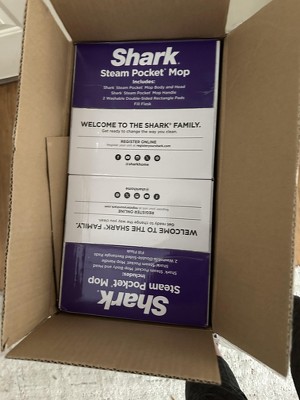 Shark.
Steam Pocket® Mop
Includes:
Shark® Steam Pocket® Mop Body and Head
Shark® Steam Pocket® Mop Handle
2 Washable Double-Sided Rectangle Pads
Fill Flask
WELCOME TO THE SHARK® FAMILY.
Get ready to change the way you clean.
REGISTER ONLINE
@sharkhome
@sharkhome
REGISTER ONLINE
Get ready to change the way you clean.
WELCOME TO THE SHARK® FAMILY.
Fill Flask
2 Washable Double-Sided Rectangle Pads
Shark® Steam Pocket® Mop Handle
Shark® Steam Pocket® Mop Body and Head
Includes:
Steam Pocket® Mop
Shark